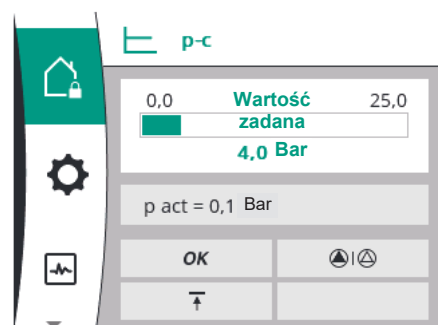 p-c
0,0 Wartość 25,0
zadana
4,0 Bar
p act = 0,1 Bar
OK